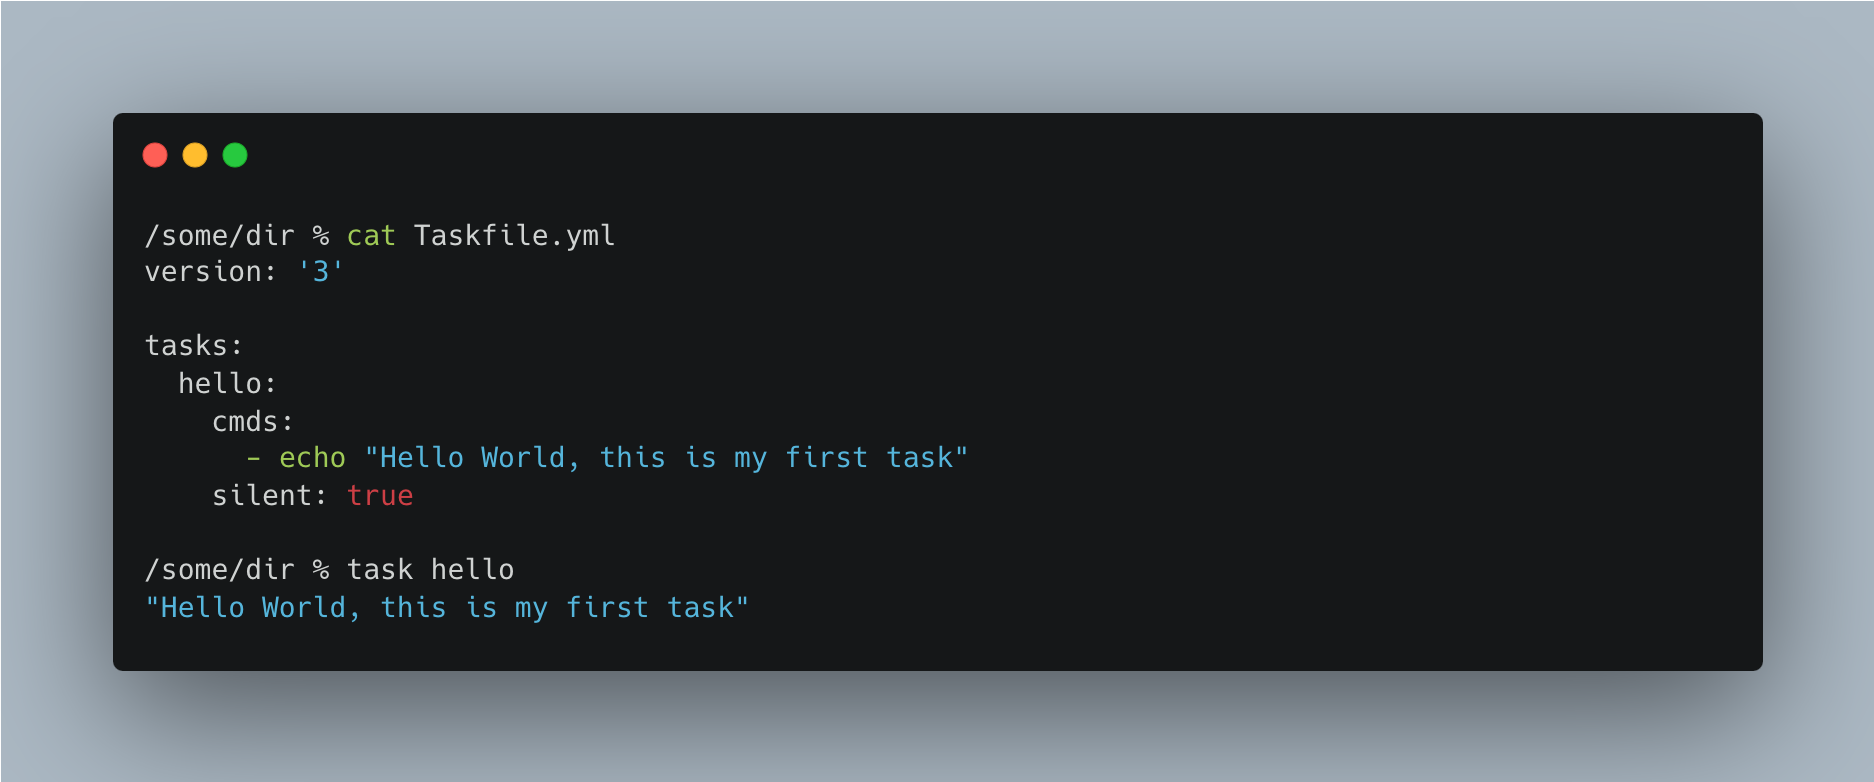 /some/dir % cat Taskfile.yml
version: '3'

tasks:
  hello:
    cmds:
      - echo "Hello World, this is my first task"
    silent: true

/some/dir % task hello
"Hello World, this is my first task"